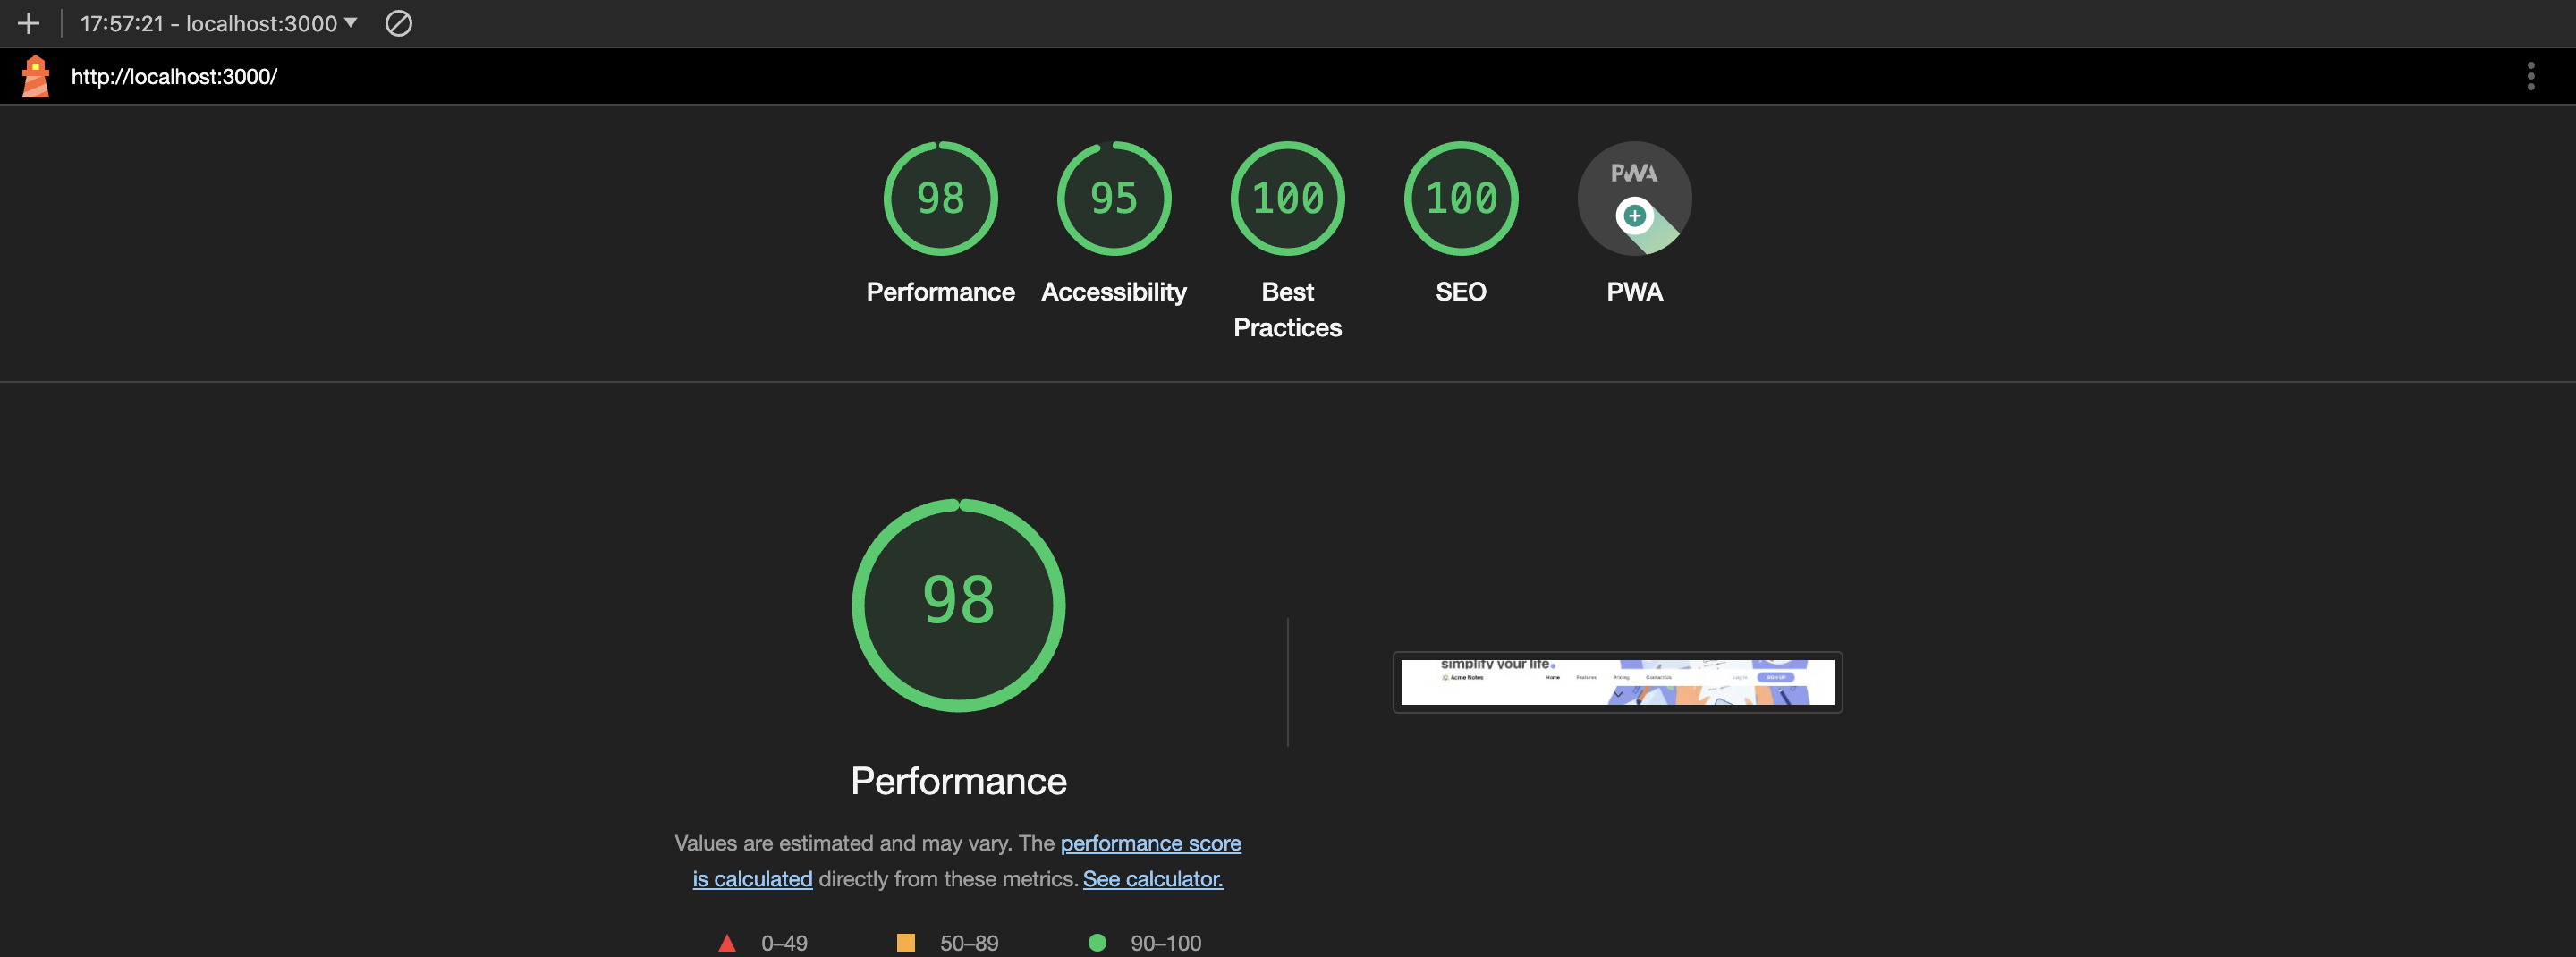 17:57:21 - localhost:3000
http://localhost:3000/
98
95
100
100
PWA
Performance
Accessibility
Best
Practices
SEO
PWA
98
Performance
Values are estimated and may vary. The performance score
is calculated directly from these metrics. See calculator.
0–49
50–89
90–100
simplify your life.
Acme Notes
Home
Features
Pricing
Contact Us
Log In
SIGN UP